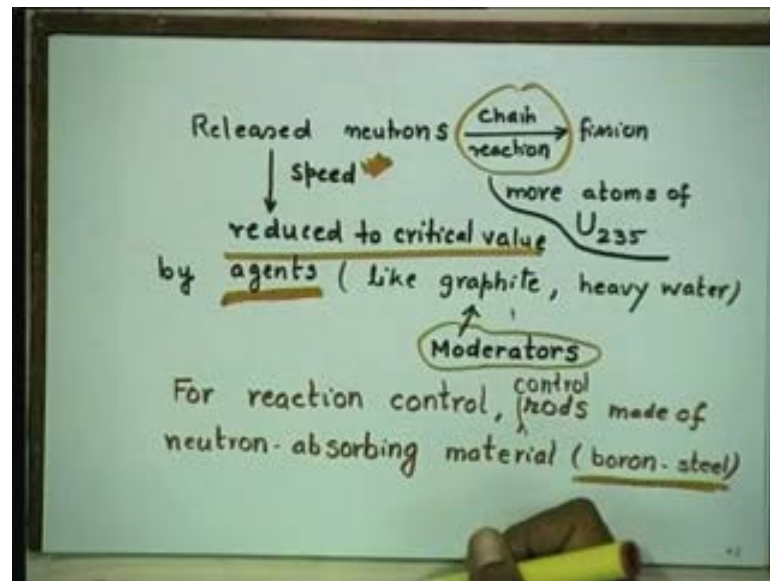 chain
Released neutrons → fission
reaction
↓ speed
more atoms of
U235
reduced to critical value
by agents (like graphite, heavy water)
Moderators
control
For reaction control, rods made of
neutron-absorbing material (boron-steel)